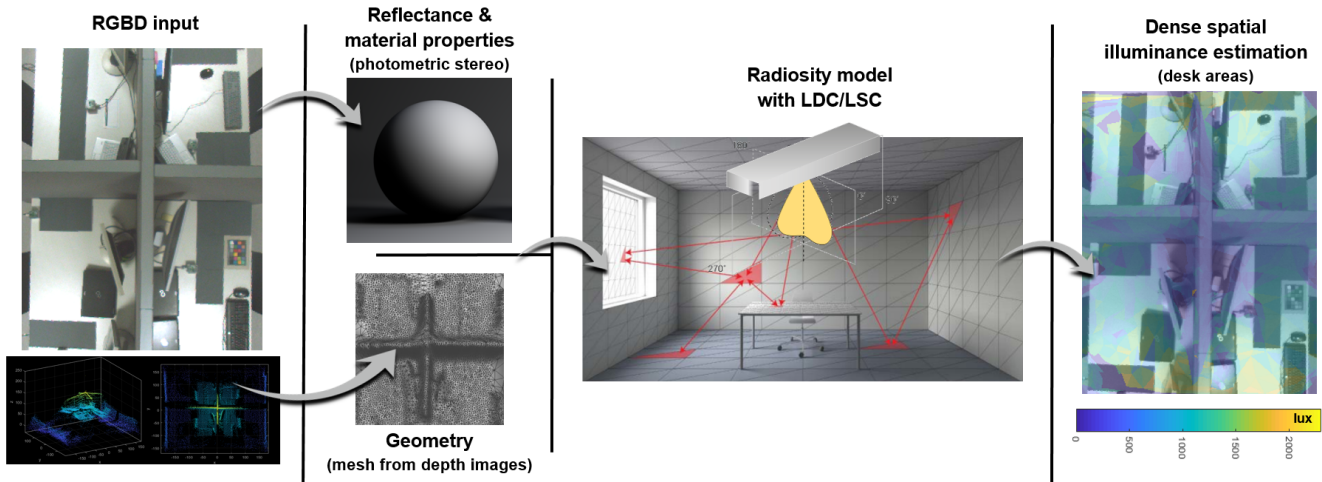 RGBD input
Reflectance &
material properties
(photometric stereo)
Geometry
(mesh from depth images)
Radiosity model
with LDC/LSC
270°
Dense spatial
illuminance estimation
(desk areas)
lux
0
500
1000
1500
2000